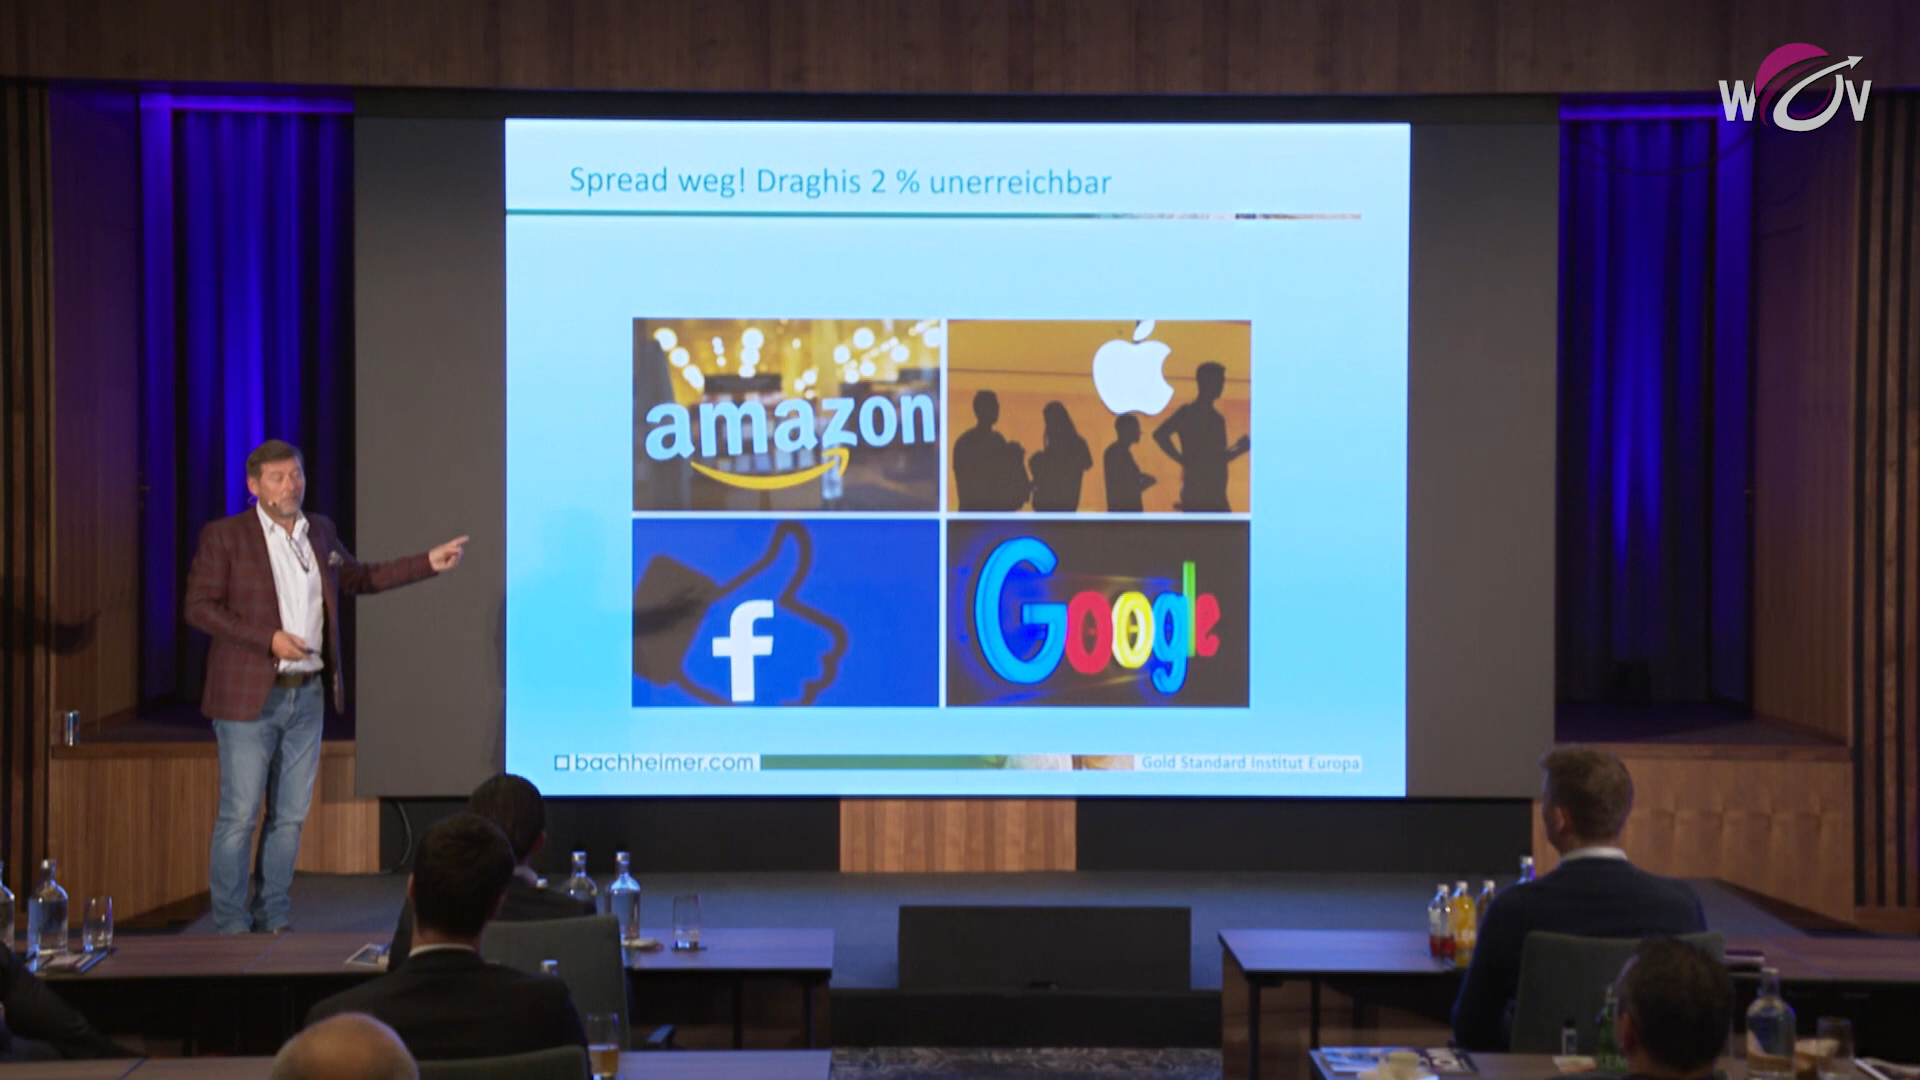 WOV
Spread weg! Draghis 2 % unerreichbar
amazon
f
Google
bachheimer.com
Gold Standard Institut Europa